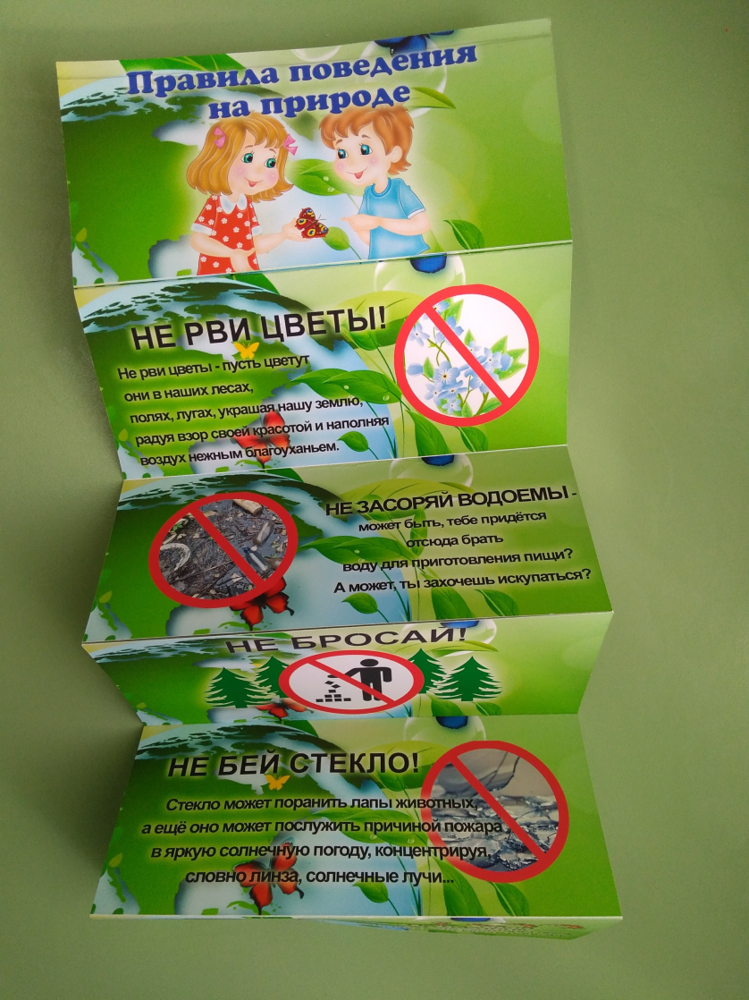 Правила поведения
на природе
НЕ РВИ ЦВЕТЫ!
Не рви цветы - пусть цветут
они в наших лесах,
полях, лугах, украшая нашу землю,
радуя взор своей красотой и наполняя
воздух нежным благоуханьем.
НЕ ЗАСОРЯЙ ВОДОЕМЫ -
может быть, тебе придётся
отсюда брать
воду для приготовления пищи?
А может, ты захочешь искупаться?
НЕ БРОСАЙ!
НЕ БЕЙ СТЕКЛО!
Стекло может поранить лапы животных,
а ещё оно может послужить причиной пожара
в яркую солнечную погоду, концентрируя,
словно линза, солнечные лучи...